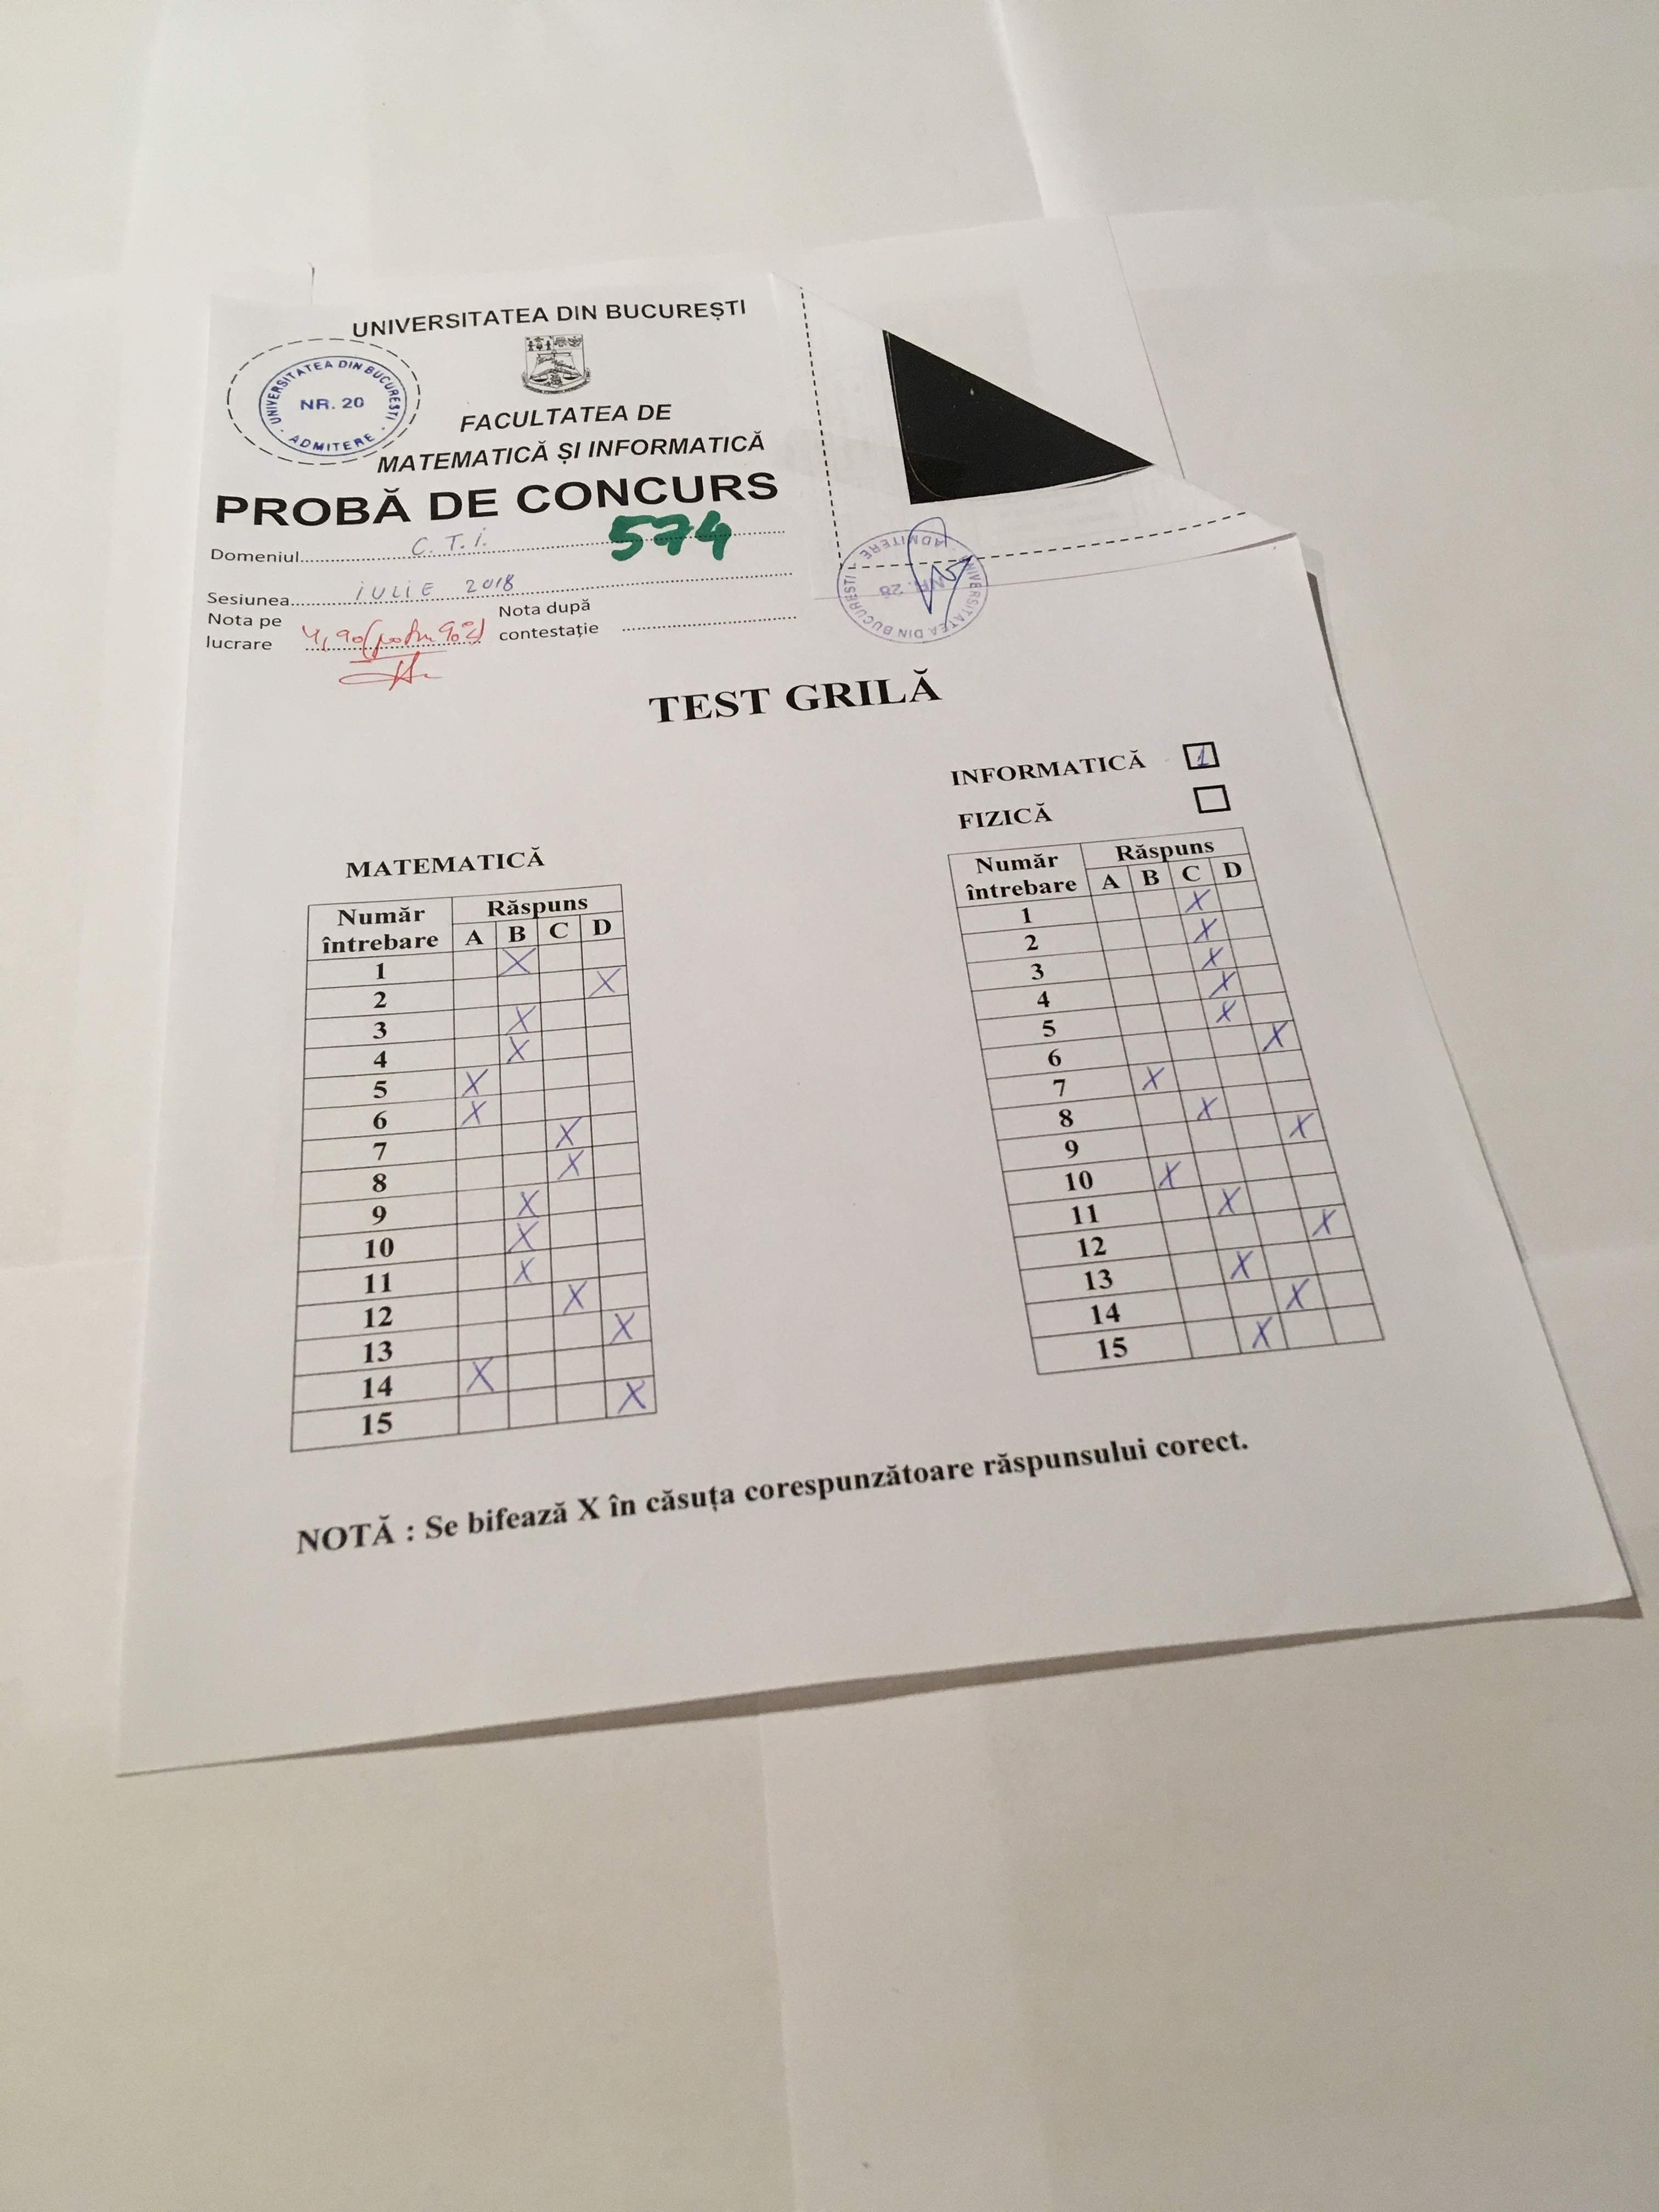 UNIVERSITATEA DIN BUCUREȘTI
UNIVERSITATEA DIN BUCUREȘTI
NR. 20
ADMITERE
FACULTATEA DE
MATEMATICĂ ȘI INFORMATICĂ
PROBĂ DE CONCURS
574
Domeniul C.T.I.
Sesiunea IULIE 2018
Nota pe lucrare 4,90 (patru 90%)
Nota după contestație
UNIVERSITATEA DIN BUCURESTI
NR. 28
ADMITERE
TEST GRILĂ
INFORMATICĂ 1
FIZICĂ
MATEMATICĂ
Număr întrebare Răspuns
A B C D
1 X
2 X
3 X
4 X
5 X
6 X
7 X
8 X
9 X
10 X
11 X
12 X
13 X
14 X
15 X
Număr întrebare Răspuns
A B C D
1 X
2 X
3 X
4 X
5 X
6 X
7 X
8 X
9 X
10 X
11 X
12 X
13 X
14 X
15 X
NOTĂ : Se bifează X în căsuța corespunzătoare răspunsului corect.